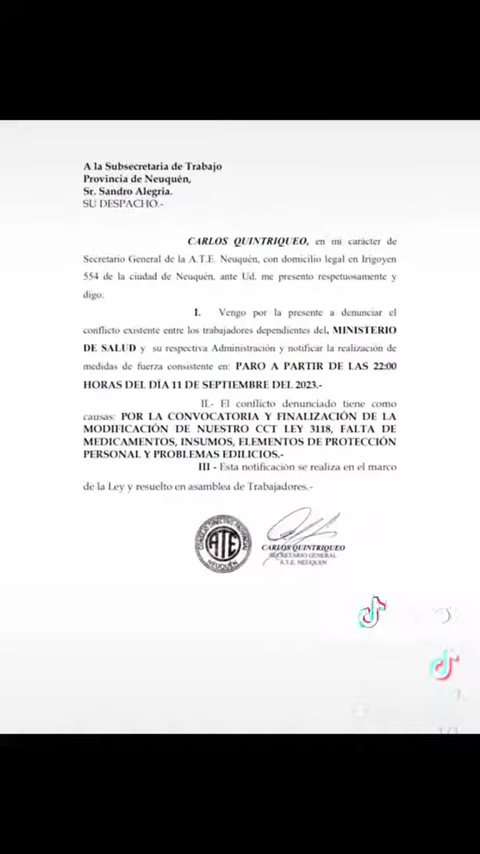 A la Subsecretaria de Trabajo
Provincia de Neuquén,
Sr. Sandro Alegria.
SU DESPACHO.-
CARLOS QUINTRIQUEO, en mi carácter de
Secretario General de la A.T.E. Neuquén, con domicilio legal en Irigoyen
554 de la ciudad de Neuquén, ante Ud. me presento respetuosamente y
digo:
I. Vengo por la presente a denunciar el
conflicto existente entre los trabajadores dependientes del, MINISTERIO
DE SALUD y su respectiva Administración y notificar la realización de
medidas de fuerza consistente en: PARO A PARTIR DE LAS 22:00
HORAS DEL DÍA 11 DE SEPTIEMBRE DEL 2023.-
II.- El conflicto denunciado tiene como
causas: POR LA CONVOCATORIA Y FINALIZACIÓN DE LA
MODIFICACIÓN DE NUESTRO CCT LEY 3118, FALTA DE
MEDICAMENTOS, INSUMOS, ELEMENTOS DE PROTECCIÓN
PERSONAL Y PROBLEMAS EDILICIOS.-
III - Esta notificación se realiza en el marco
de la Ley y resuelto en asamblea de Trabajadores.-
CONSEJO DIRECTIVO PROVINCIAL
ATE
NEUQUÉN
CARLOS QUINTRIQUEO
SECRETARIO GENERAL
A.T.E. NEUQUEN